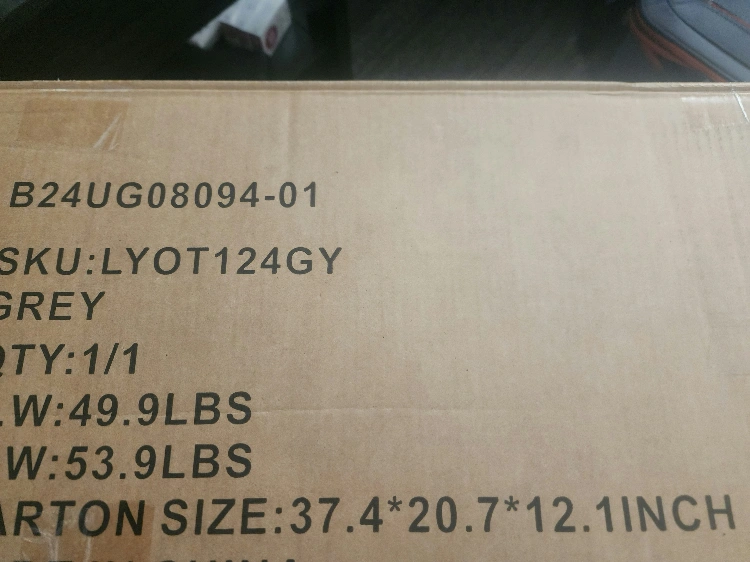 B24UG08094-01
SKU:LYOT124GY
GREY
QTY:1/1
.W:49.9LBS
W:53.9LBS
ARTON SIZE:37.4*20.7*12.1INCH